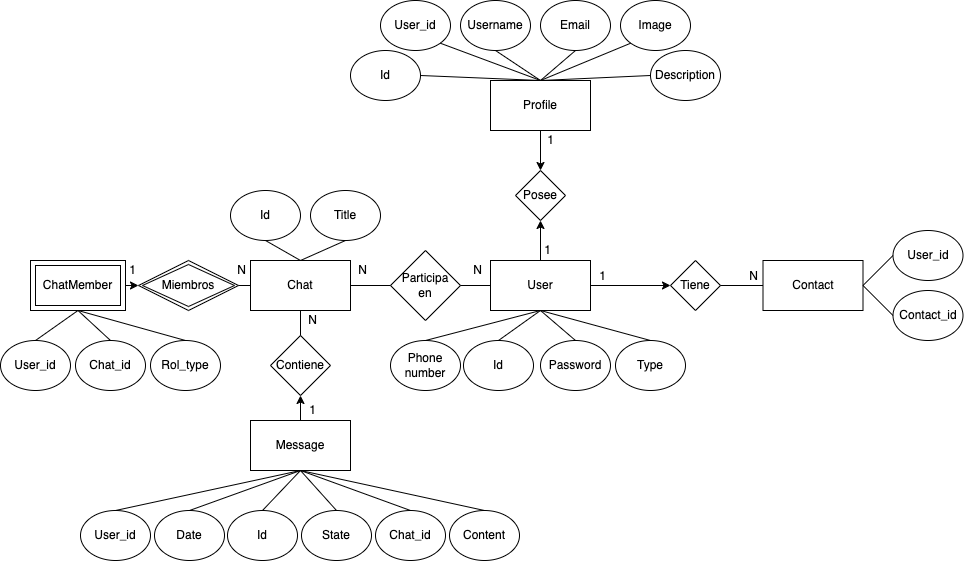 User_id
Username
Email
Image
Id
Description
Profile
1
Posee
1
Id
Title
ChatMember
1
Miembros
N
Chat
N
Participa
en
N
User
1
Tiene
N
Contact
User_id
Contact_id
User_id
Chat_id
Rol_type
N
Contiene
1
Phone
number
Id
Password
Type
Message
User_id
Date
Id
State
Chat_id
Content